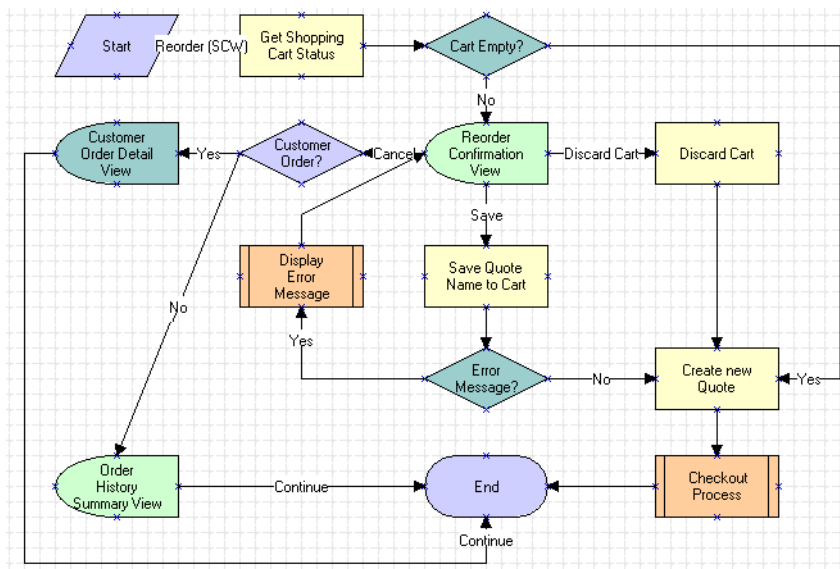 Start
Reorder (SCW)
Get Shopping
Cart Status
Cart Empty?
No
Customer
Order Detail
View
Yes
Customer
Order?
Cancel
Reorder
Confirmation
View
Discard Cart
Discard Cart
Save
Display
Error
Message
Save Quote
Name to Cart
No
Yes
Error
Message?
No
Create new
Quote
Yes
Order
History
Summary View
Continue
End
Checkout
Process
Continue